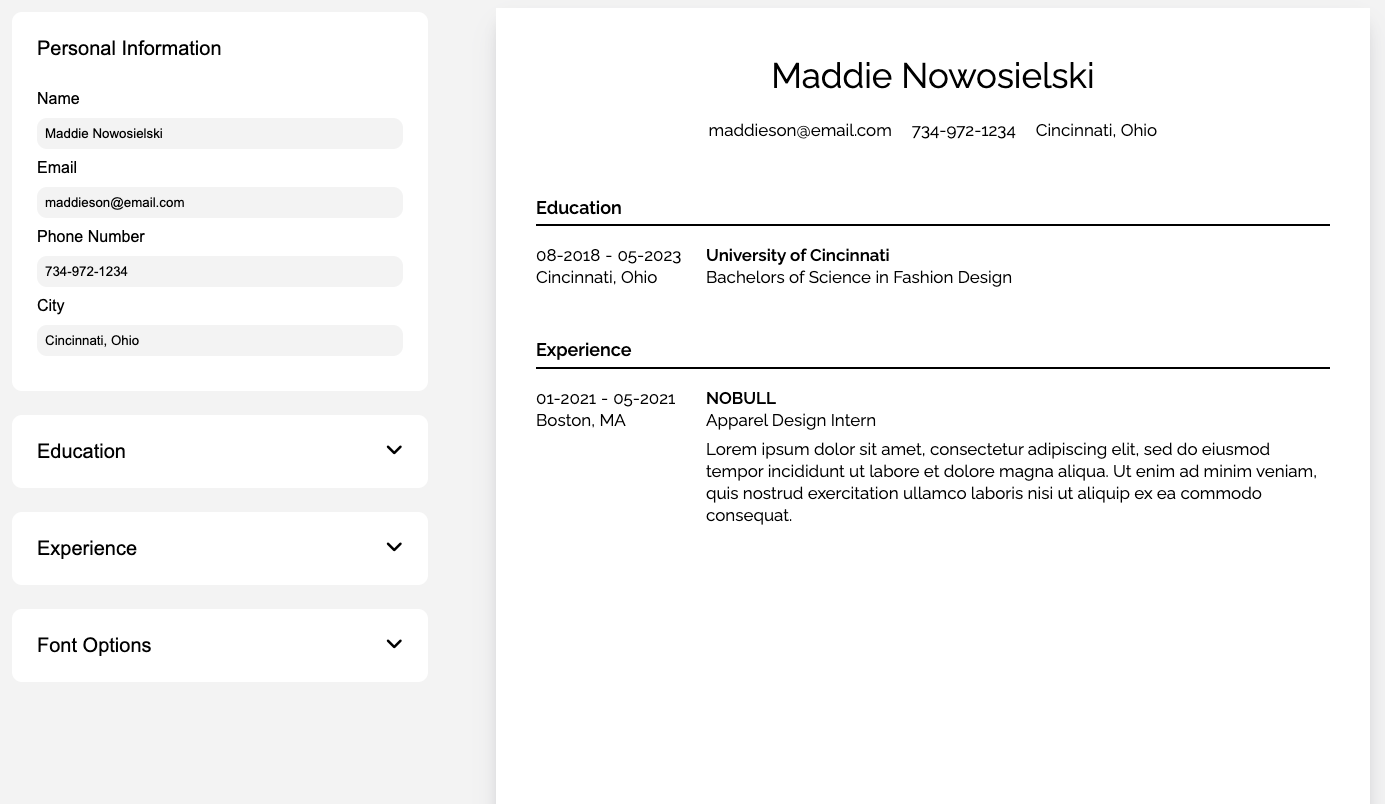 Personal Information
Name
Maddie Nowosielski
Email
maddieson@email.com
Phone Number
734-972-1234
City
Cincinnati, Ohio
Education
Experience
Font Options
Maddie Nowosielski
maddieson@email.com 734-972-1234 Cincinnati, Ohio
Education
08-2018 - 05-2023 University of Cincinnati
Cincinnati, Ohio Bachelors of Science in Fashion Design
Experience
01-2021 - 05-2021 NOBULL
Boston, MA Apparel Design Intern
Lorem ipsum dolor sit amet, consectetur adipiscing elit, sed do eiusmod
tempor incididunt ut labore et dolore magna aliqua. Ut enim ad minim veniam,
quis nostrud exercitation ullamco laboris nisi ut aliquip ex ea commodo
consequat.